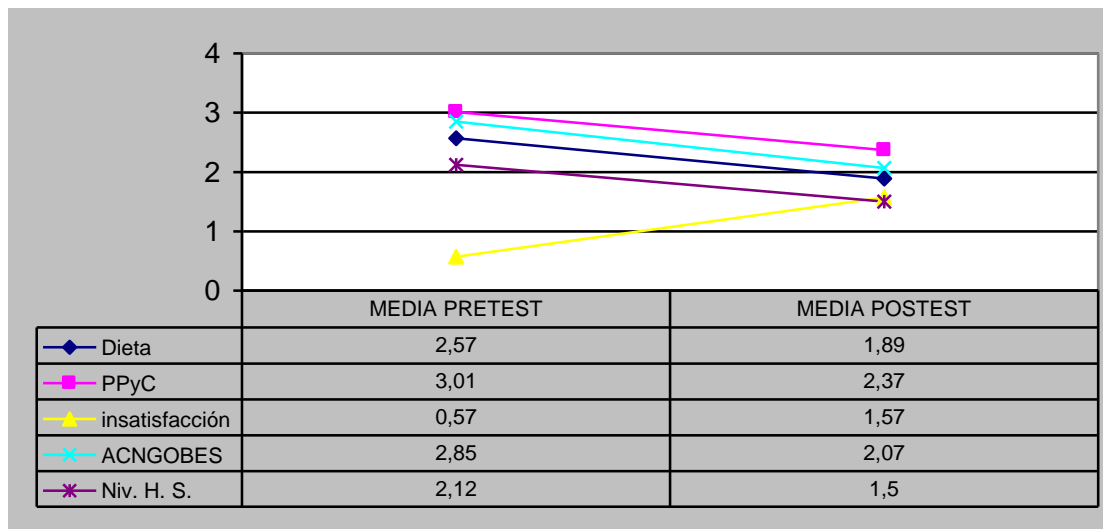 4
3
2
1
0
MEDIA PRETEST MEDIA POSTEST
Dieta 2,57 1,89
PPyC 3,01 2,37
insatisfacción 0,57 1,57
ACNGOBES 2,85 2,07
Niv. H. S. 2,12 1,5